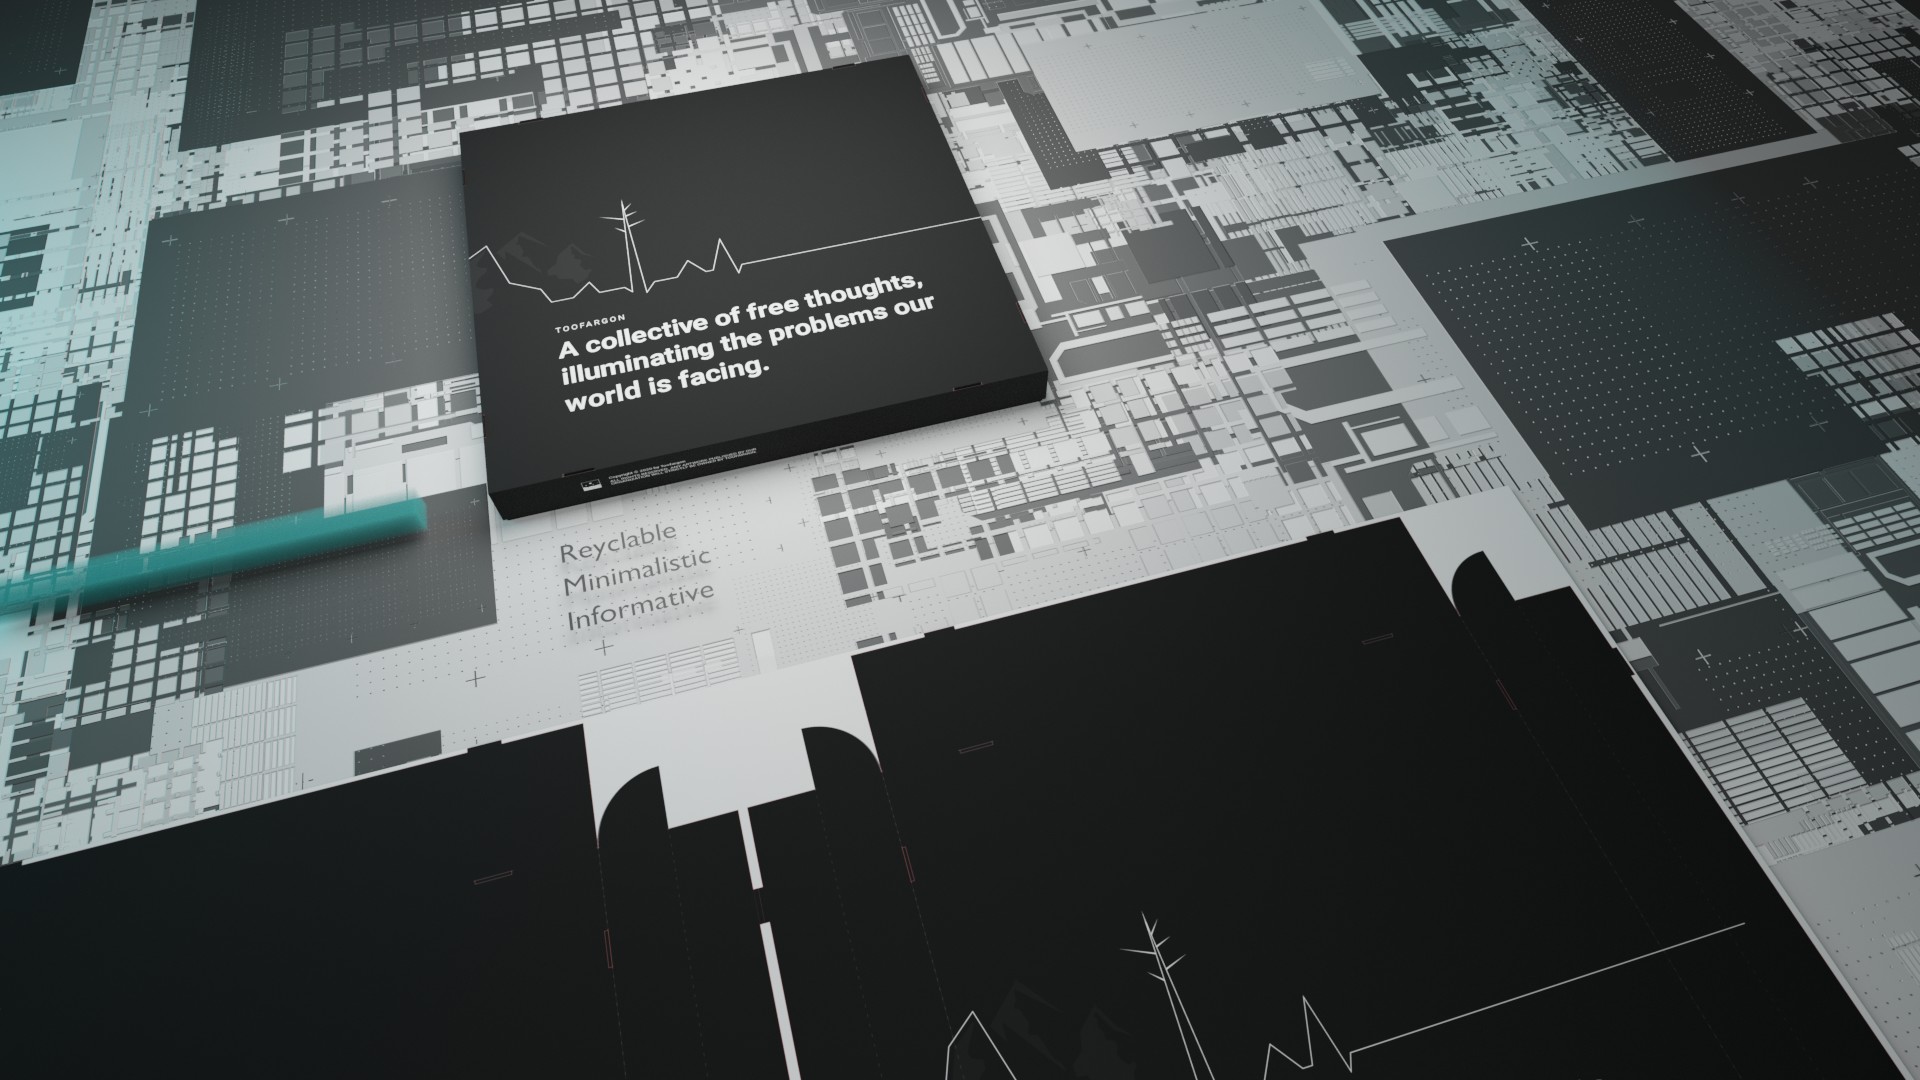 TOOFARGON
A collective of free thoughts,
illuminating the problems our
world is facing.
Reyclable
Minimalistic
Informative